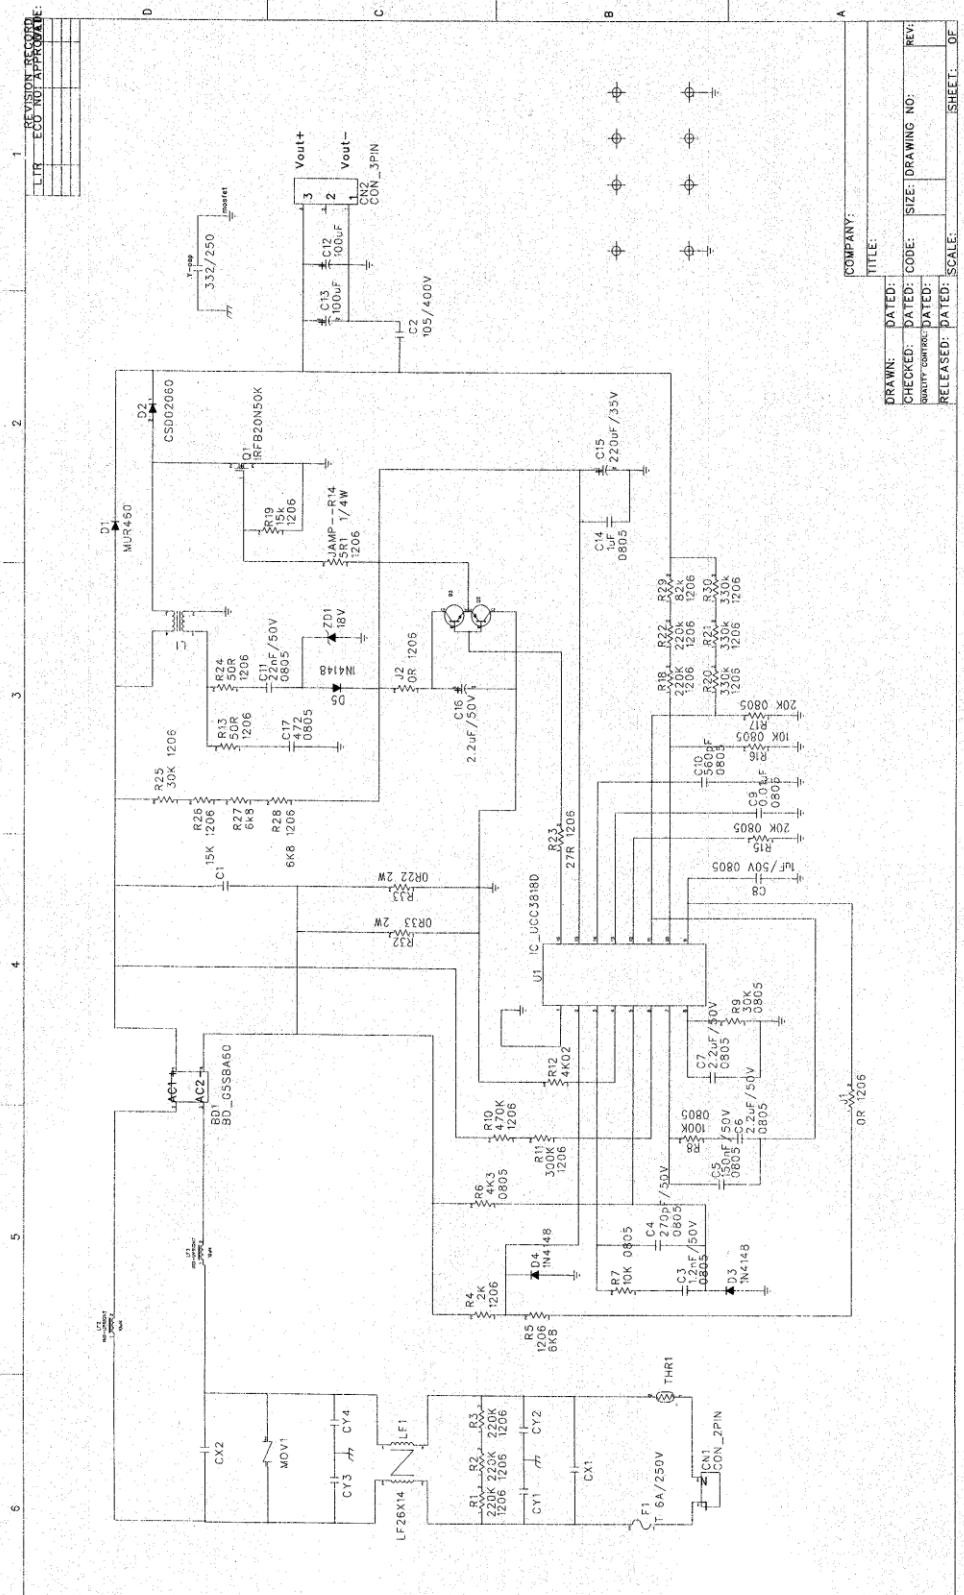 D
C
B
A
1
2
3
4
5
6
REVISION RECORD
LTR
ECO NO:
APPROVED:
DATE:
COMPANY:
TITLE:
DRAWN:
DATED:
CHECKED:
DATED:
QUALITY CONTROL:
DATED:
RELEASED:
DATED:
CODE:
SIZE:
DRAWING NO:
REV:
SCALE:
SHEET:
OF
Vout+
Vout-
3
2
1
CN2
CON_3PIN
Y-cap
332/250
mosfet
C12
100uF
C13
100uF
C2
105/400V
D2
CSD02060
D1
MUR460
Q1
IRFB20N50K
R19
15k
1206
JAMP--R14
5R1 1/4W
1206
C15
220uF/35V
C14
1uF
0805
L1
R24
50R
1206
C11
22nF/50V
0805
ZD1
18V
1N4148
D5
J2
0R 1206
R13
50R
1206
C17
472
0805
C16
2.2uF/50V
R29
82k
1206
R22
220k
1206
R18
220K
1206
R30
330k
1206
R21
330k
1206
R20
330k
1206
R25
30K 1206
R26
15K 1206
R27
6k8
R28
6K8 1206
R17
20K 0805
R16
10K 0805
C10
560pF
0805
C9
0.01uF
0805
R15
20K 0805
C8
1uF/50V 0805
R23
27R 1206
C1
R33
0R22 2W
R32
0R33 2W
U1
IC_UCC3818D
AC1
AC2
BD1
BD_G5SBA60
R12
4K02
R9
30K
0805
C7
2.2uF/50V
0805
R10
470K
1206
R11
300K
1206
R8
100K
0805
C6
2.2uF/50V
0805
C5
150nF/50V
0805
J1
0R 1206
R6
4K3
0805
C4
270pF/50V
0805
D4
1N4148
R7
10K 0805
C3
1.2nF/50V
0805
D3
1N4148
R4
2K
1206
R5
1206
6K8
CX2
MOV1
CY4
CY3
LF1
LF26X14
R3
220K
1206
R2
220K
1206
R1
220K
1206
CY2
CY1
CX1
THR1
F1
T 6A/250V
CN1
CON_2PIN